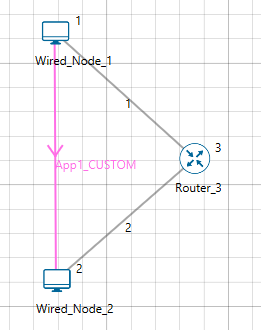 1
Wired_Node_1
1
3
App1_CUSTOM
Router_3
2
2
Wired_Node_2